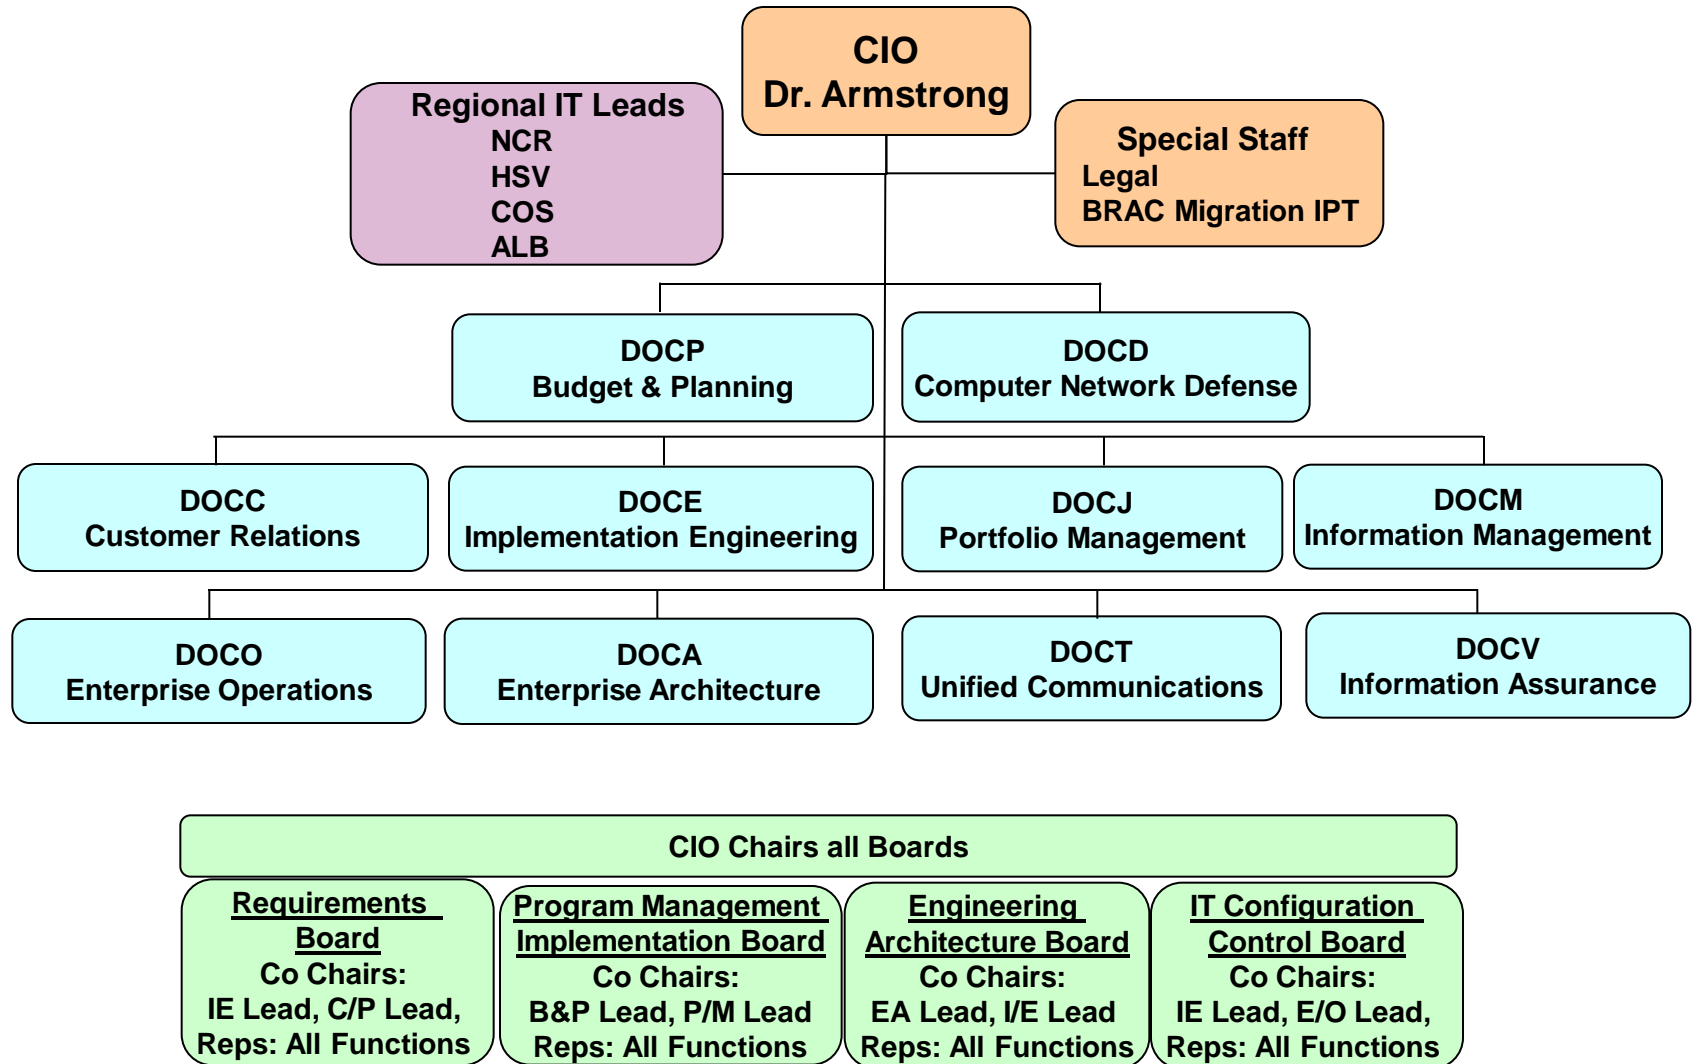 CIO
Dr. Armstrong
Regional IT Leads
NCR
HSV
COS
ALB
Special Staff
Legal
BRAC Migration IPT
DOCP
Budget & Planning
DOCD
Computer Network Defense
DOCC
Customer Relations
DOCE
Implementation Engineering
DOCJ
Portfolio Management
DOCM
Information Management
DOCO
Enterprise Operations
DOCA
Enterprise Architecture
DOCT
Unified Communications
DOCV
Information Assurance
CIO Chairs all Boards
Requirements
Board
Co Chairs:
IE Lead, C/P Lead,
Reps: All Functions
Program Management
Implementation Board
Co Chairs:
B&P Lead, P/M Lead
Reps: All Functions
Engineering
Architecture Board
Co Chairs:
EA Lead, I/E Lead
Reps: All Functions
IT Configuration
Control Board
Co Chairs:
IE Lead, E/O Lead,
Reps: All Functions